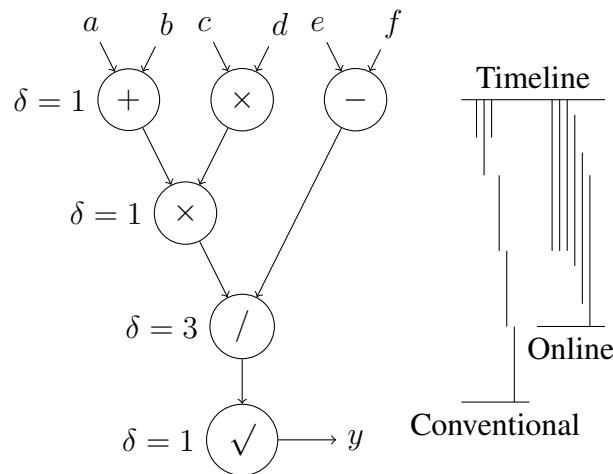 a b c d e f
Timeline
δ = 1 + × −
δ = 1 ×
δ = 3 /
Online
Conventional
δ = 1 √ y